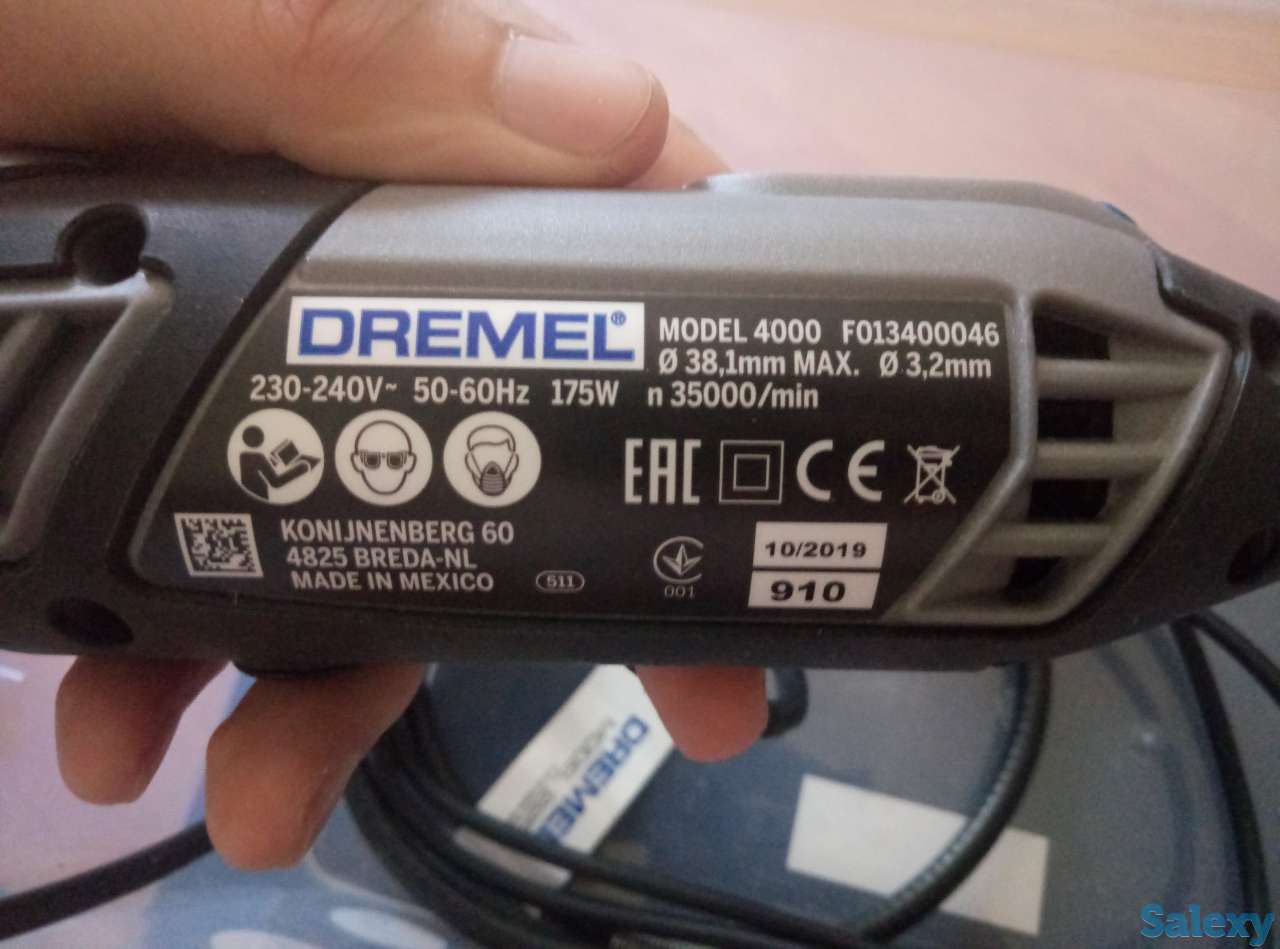 DREMEL®
MODEL 4000 F013400046
Ø 38,1mm MAX. Ø 3,2mm
230-240V~ 50-60Hz 175W n 35000/min
EAC CE
KONIJNENBERG 60
4825 BREDA-NL
MADE IN MEXICO
511
001
10/2019
910
DREMEL
Salexy